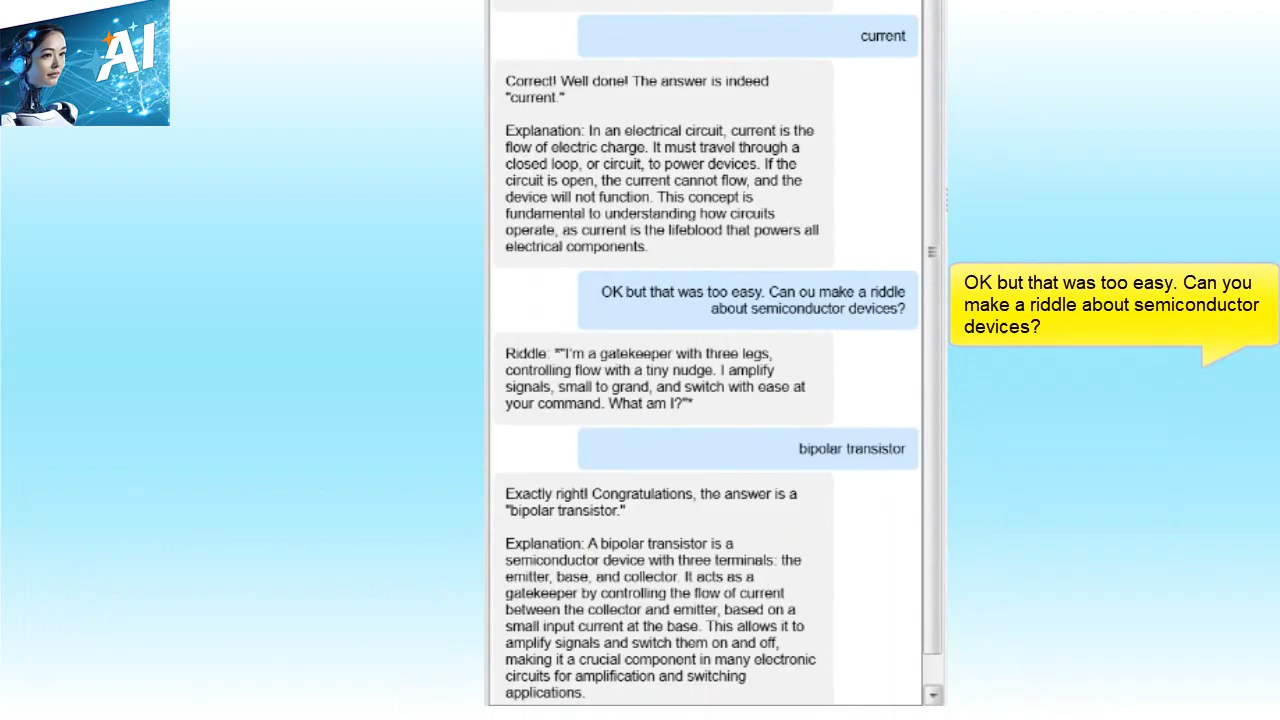 AI
current
Correct! Well done! The answer is indeed
"current."
Explanation: In an electrical circuit, current is the
flow of electric charge. It must travel through a
closed loop, or circuit, to power devices. If the
circuit is open, the current cannot flow, and the
device will not function. This concept is
fundamental to understanding how circuits
operate, as current is the lifeblood that powers all
electrical components.
OK but that was too easy. Can ou make a riddle
about semiconductor devices?
OK but that was too easy. Can you
make a riddle about semiconductor
devices?
Riddle: *"I'm a gatekeeper with three legs,
controlling flow with a tiny nudge. I amplify
signals, small to grand, and switch with ease at
your command. What am I?"*
bipolar transistor
Exactly right! Congratulations, the answer is a
"bipolar transistor."
Explanation: A bipolar transistor is a
semiconductor device with three terminals: the
emitter, base, and collector. It acts as a
gatekeeper by controlling the flow of current
between the collector and emitter, based on a
small input current at the base. This allows it to
amplify signals and switch them on and off,
making it a crucial component in many electronic
circuits for amplification and switching
applications.